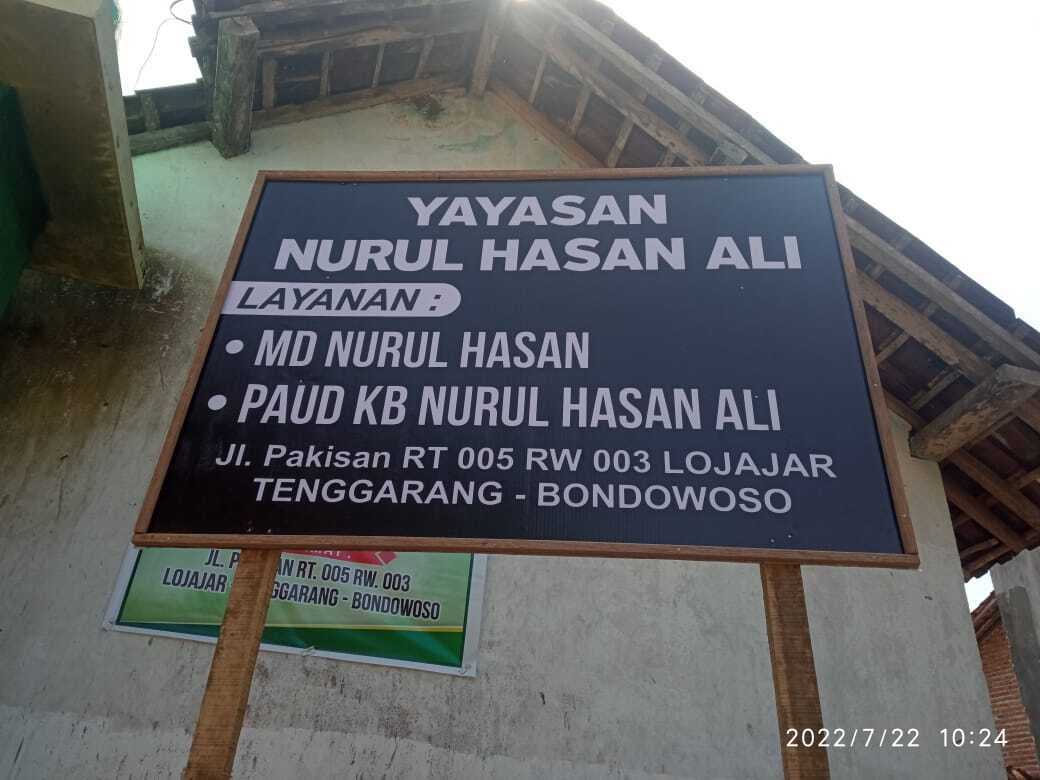 YAYASAN
NURUL HASAN ALI
LAYANAN :
• MD NURUL HASAN
• PAUD KB NURUL HASAN ALI
Jl. Pakisan RT 005 RW 003 LOJAJAR
TENGGARANG - BONDOWOSO
JL. RT. 005 RW. 003
LOJAJAR - BONDOWOSO
2022/7/22 10:24